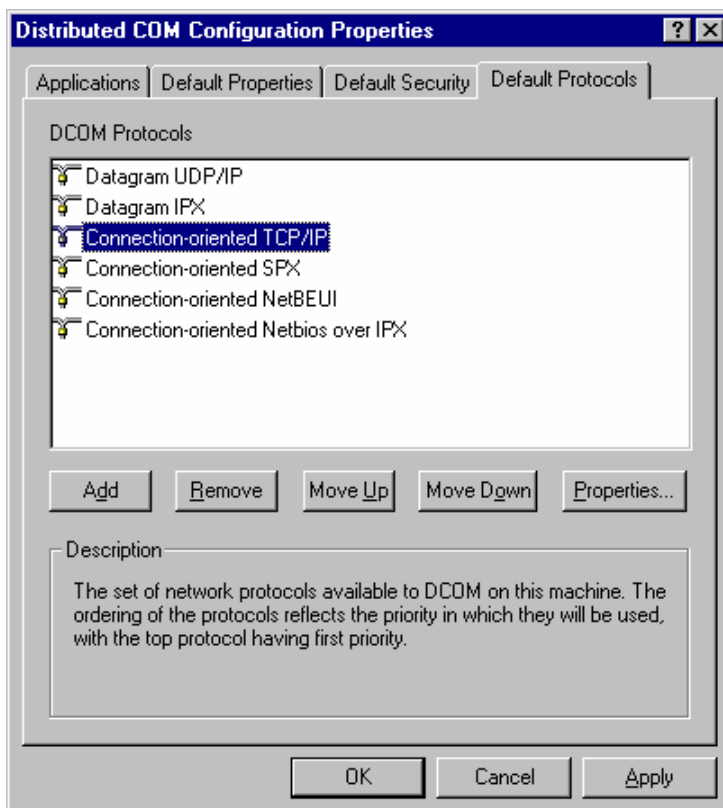 Distributed COM Configuration Properties
Applications Default Properties Default Security Default Protocols
DCOM Protocols
Datagram UDP/IP
Datagram IPX
Connection-oriented TCP/IP
Connection-oriented SPX
Connection-oriented NetBEUI
Connection-oriented Netbios over IPX
Add Remove Move Up Move Down Properties...
Description
The set of network protocols available to DCOM on this machine. The
ordering of the protocols reflects the priority in which they will be used,
with the top protocol having first priority.
OK Cancel Apply